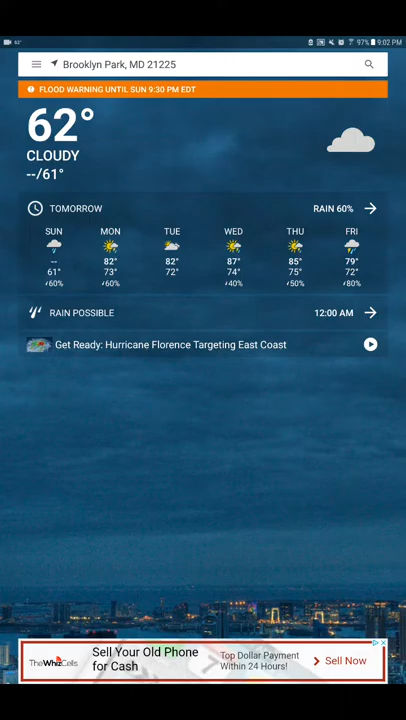 62°
97% 9:02 PM
Brooklyn Park, MD 21225
FLOOD WARNING UNTIL SUN 9:30 PM EDT
62°
CLOUDY
--/61°
TOMORROW RAIN 60%
SUN MON TUE WED THU FRI
-- 82° 82° 87° 85° 79°
61° 73° 72° 74° 75° 72°
60% 60% 40% 50% 80%
RAIN POSSIBLE 12:00 AM
Get Ready: Hurricane Florence Targeting East Coast
TheWhizCells
Sell Your Old Phone
for Cash
Top Dollar Payment
Within 24 Hours!
Sell Now